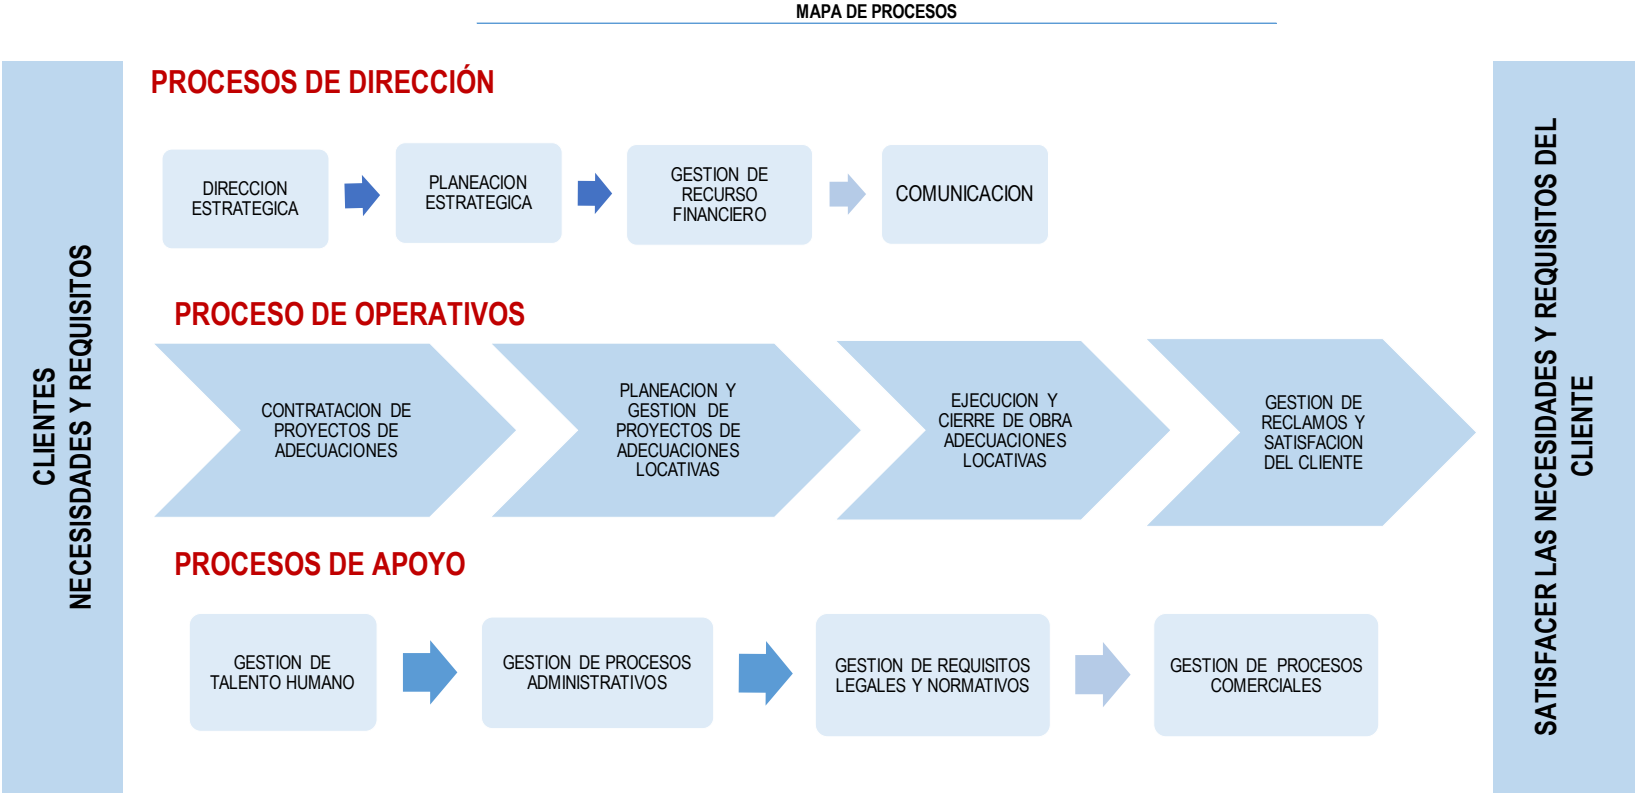 MAPA DE PROCESOS
CLIENTES
NECESISDADES Y REQUISITOS
PROCESOS DE DIRECCIÓN
DIRECCION
ESTRATEGICA
PLANEACION
ESTRATEGICA
GESTION DE
RECURSO
FINANCIERO
COMUNICACION
PROCESO DE OPERATIVOS
CONTRATACION DE
PROYECTOS DE
ADECUACIONES
PLANEACION Y
GESTION DE
PROYECTOS DE
ADECUACIONES
LOCATIVAS
EJECUCION Y
CIERRE DE OBRA
ADECUACIONES
LOCATIVAS
GESTION DE
RECLAMOS Y
SATISFACION
DEL CLIENTE
PROCESOS DE APOYO
GESTION DE
TALENTO HUMANO
GESTION DE PROCESOS
ADMINISTRATIVOS
GESTION DE REQUISITOS
LEGALES Y NORMATIVOS
GESTION DE PROCESOS
COMERCIALES
SATISFACER LAS NECESIDADES Y REQUISITOS DEL
CLIENTE